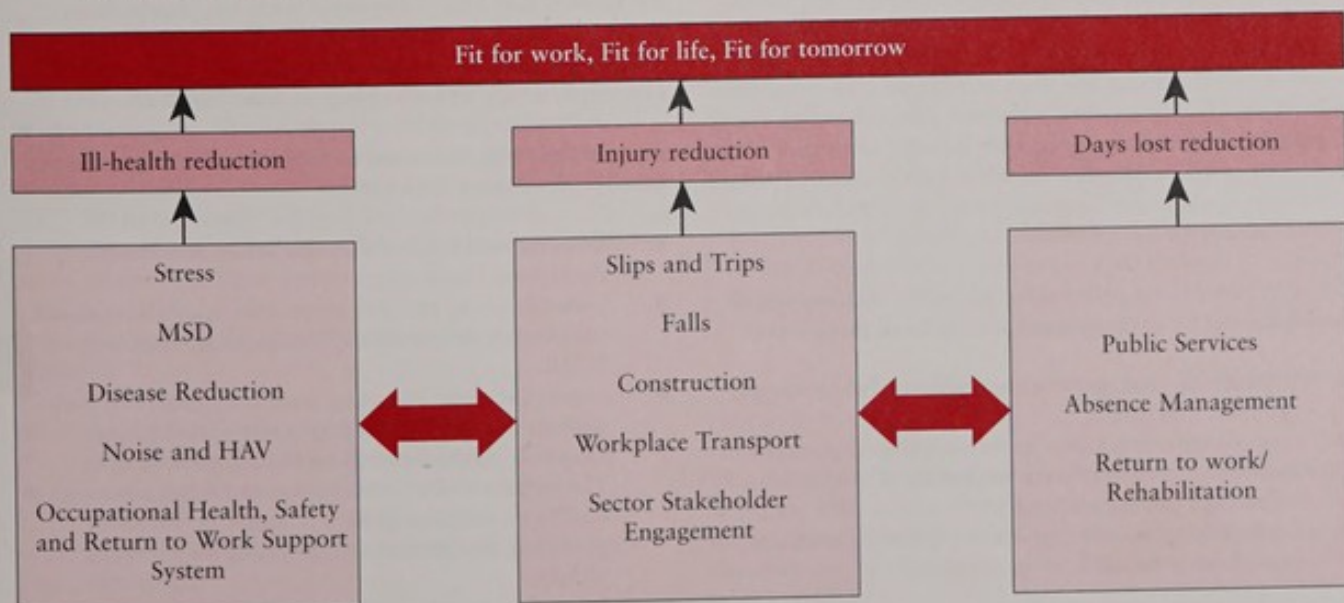 Fit for work, Fit for life, Fit for tomorrow
Ill-health reduction
Injury reduction
Days lost reduction
Stress
MSD
Disease Reduction
Noise and HAV
Occupational Health, Safety
and Return to Work Support
System
Slips and Trips
Falls
Construction
Workplace Transport
Sector Stakeholder
Engagement
Public Services
Absence Management
Return to work/
Rehabilitation